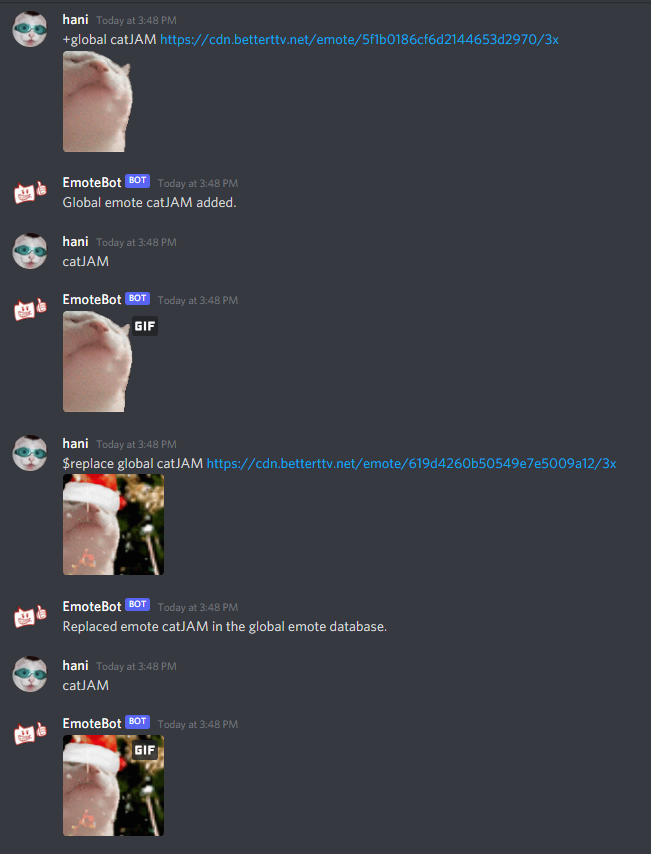 hani Today at 3:48 PM
+global catJAM https://cdn.betterttv.net/emote/5f1b0186cf6d2144653d2970/3x
EmoteBot BOT Today at 3:48 PM
Global emote catJAM added.
hani Today at 3:48 PM
catJAM
EmoteBot BOT Today at 3:48 PM
GIF
hani Today at 3:48 PM
$replace global catJAM https://cdn.betterttv.net/emote/619d4260b50549e7e5009a12/3x
EmoteBot BOT Today at 3:48 PM
Replaced emote catJAM in the global emote database.
hani Today at 3:48 PM
catJAM
EmoteBot BOT Today at 3:48 PM
GIF